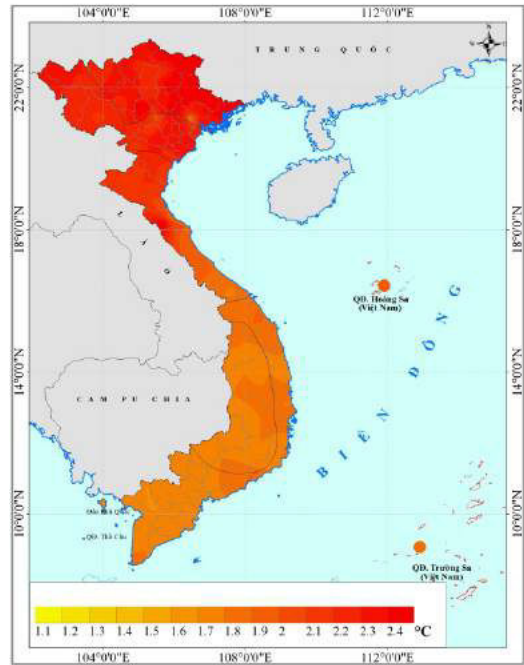 104°0'0"E 108°0'0"E 112°0'0"E
TRUNG QUỐC
N
22°0'0"N
22°0'0"N
LÀO
18°0'0"N
18°0'0"N
QĐ. Hoàng Sa
(Việt Nam)
BIỂN ĐÔNG
14°0'0"N
14°0'0"N
CAM PU CHIA
10°0'0"N
10°0'0"N
QĐ. Thổ Chu
QĐ. Trường Sa
(Việt Nam)
1.1 1.2 1.3 1.4 1.5 1.6 1.7 1.8 1.9 2 2.1 2.2 2.3 2.4 °C
104°0'0"E 108°0'0"E 112°0'0"E